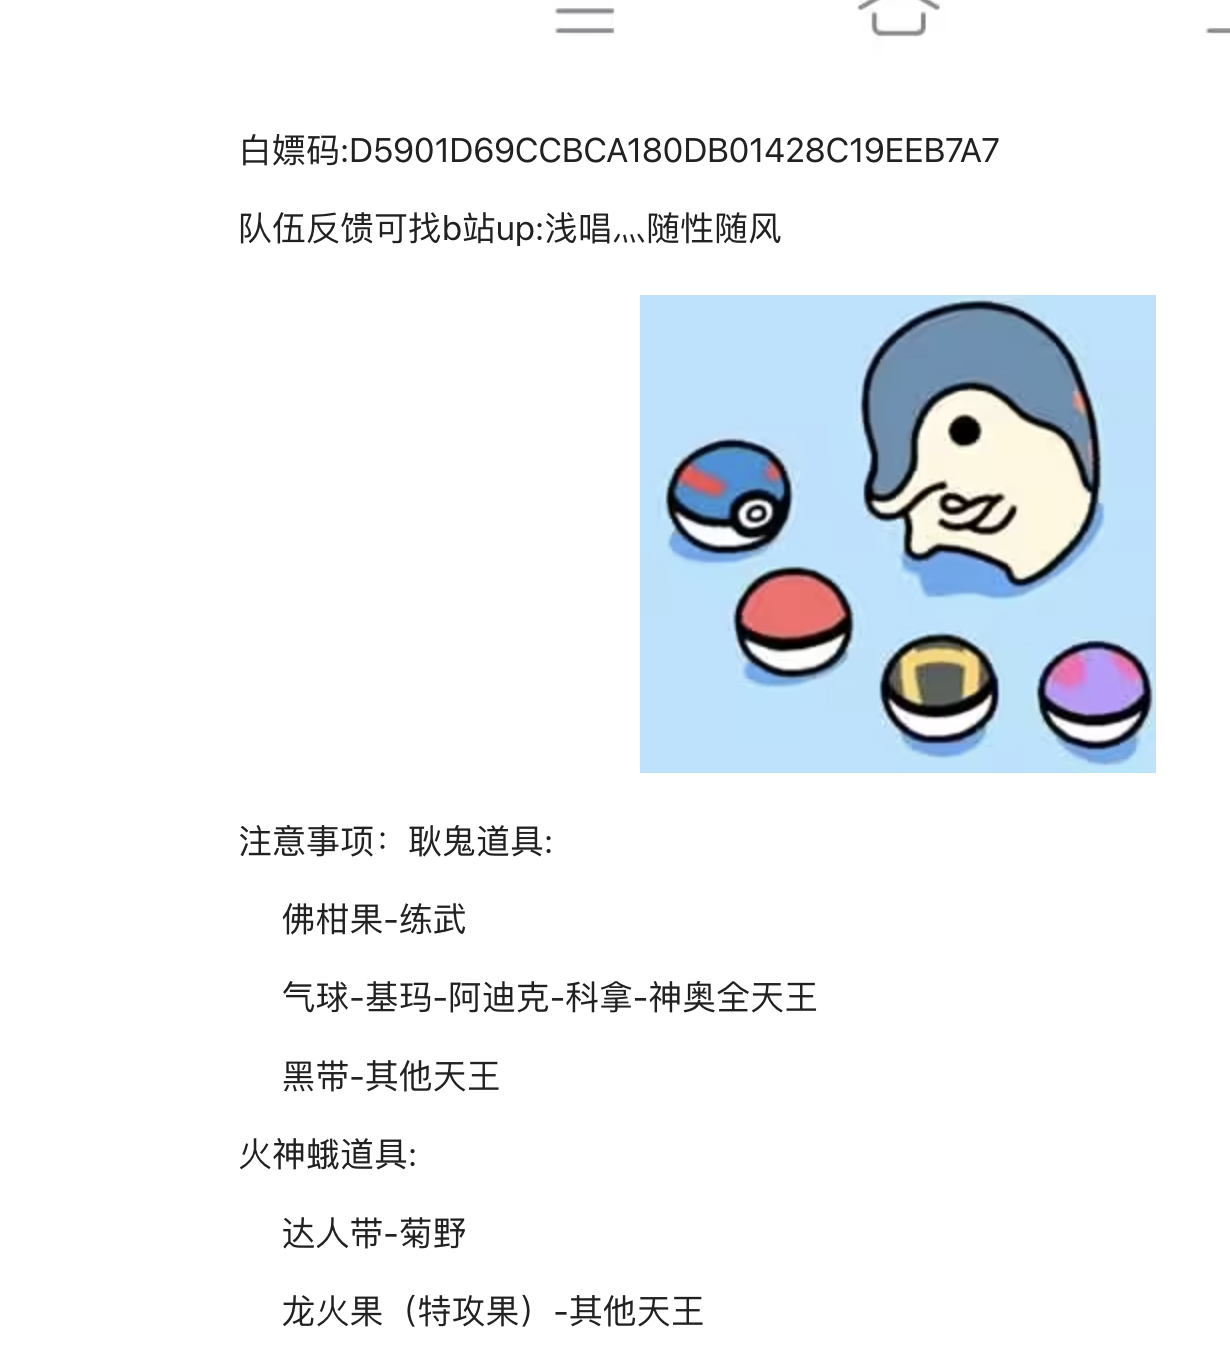 白嫖码:D5901D69CCBCA180DB01428C19EEB7A7
队伍反馈可找b站up:浅唱灬随性随风
注意事项：耿鬼道具:
佛柑果-练武
气球-基玛-阿迪克-科拿-神奥全天王
黑带-其他天王
火神蛾道具:
达人带-菊野
龙火果（特攻果）-其他天王